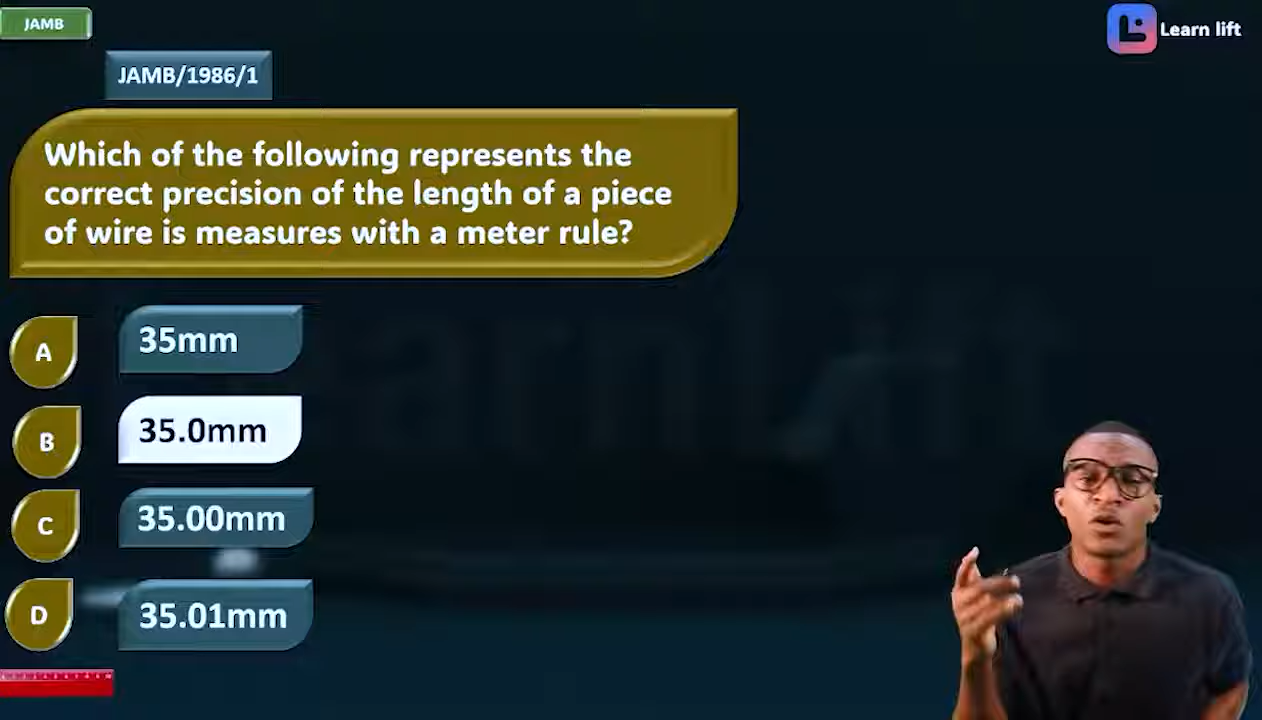 JAMB
Learn lift
JAMB/1986/1
Which of the following represents the
correct precision of the length of a piece
of wire is measures with a meter rule?
A
35mm
B
35.0mm
C
35.00mm
D
35.01mm